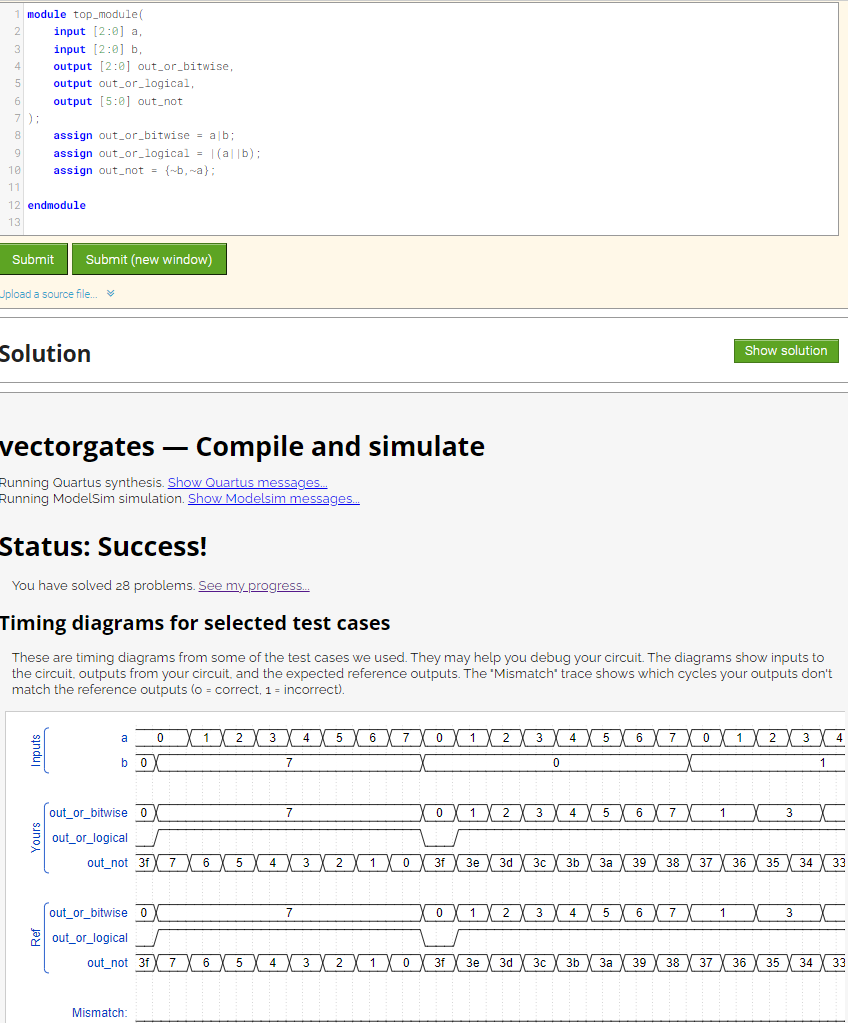 1 module top_module(
2 input [2:0] a,
3 input [2:0] b,
4 output [2:0] out_or_bitwise,
5 output out_or_logical,
6 output [5:0] out_not
7 );
8 assign out_or_bitwise = a|b;
9 assign out_or_logical = |(a||b);
10 assign out_not = {~b,~a};
11
12 endmodule
13
Submit Submit (new window)
Upload a source file...
Solution Show solution
vectorgates — Compile and simulate
Running Quartus synthesis. Show Quartus messages...
Running ModelSim simulation. Show Modelsim messages...
Status: Success!
You have solved 28 problems. See my progress...
Timing diagrams for selected test cases
These are timing diagrams from some of the test cases we used. They may help you debug your circuit. The diagrams show inputs to
the circuit, outputs from your circuit, and the expected reference outputs. The "Mismatch" trace shows which cycles your outputs don't
match the reference outputs (0 = correct, 1 = incorrect).
Inputs
a 0 1 2 3 4 5 6 7 0 1 2 3 4 5 6 7 0 1 2 3 4
b 0 7 0 1
Yours
out_or_bitwise 0 7 0 1 2 3 4 5 6 7 1 3
out_or_logical
out_not 3f 7 6 5 4 3 2 1 0 3f 3e 3d 3c 3b 3a 39 38 37 36 35 34 33
Ref
out_or_bitwise 0 7 0 1 2 3 4 5 6 7 1 3
out_or_logical
out_not 3f 7 6 5 4 3 2 1 0 3f 3e 3d 3c 3b 3a 39 38 37 36 35 34 33
Mismatch: